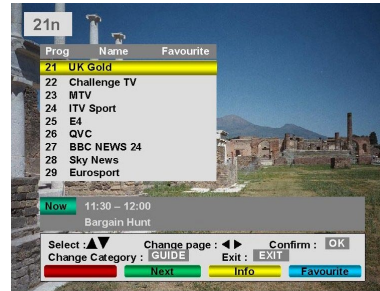 21n
Prog Name Favourite
21 UK Gold
22 Challenge TV
23 MTV
24 ITV Sport
25 E4
26 QVC
27 BBC NEWS 24
28 Sky News
29 Eurosport
Now 11:30 – 12:00
Bargain Hunt
Select :▲▼ Change page : ◀ ▶ Confirm : OK
Change Category : GUIDE Exit : EXIT
Next Info Favourite